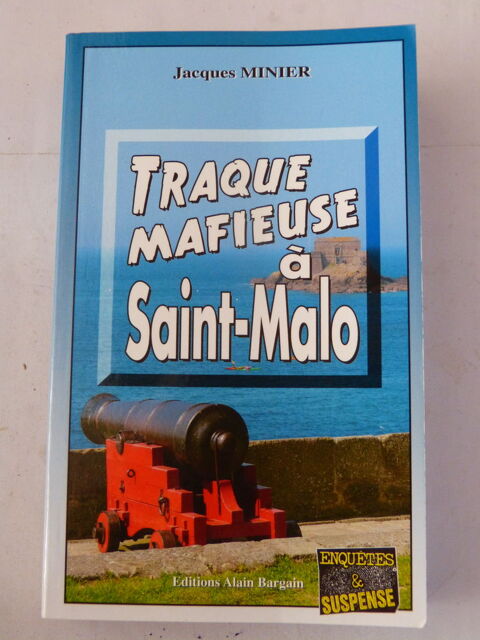 Jacques MINIER
TRAQUE
MAFIEUSE
à
Saint-Malo
Editions Alain Bargain
ENQUÊTES
&
SUSPENSE